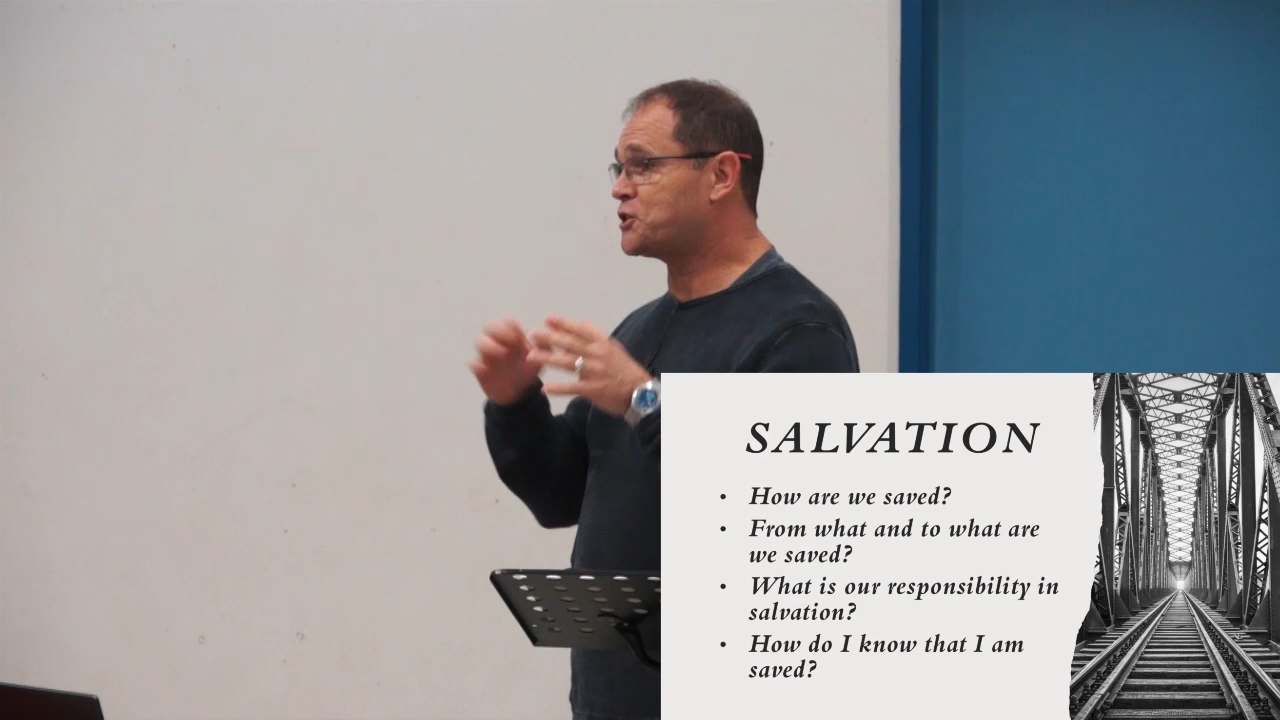 SALVATION
• How are we saved?
• From what and to what are
we saved?
• What is our responsibility in
salvation?
• How do I know that I am
saved?